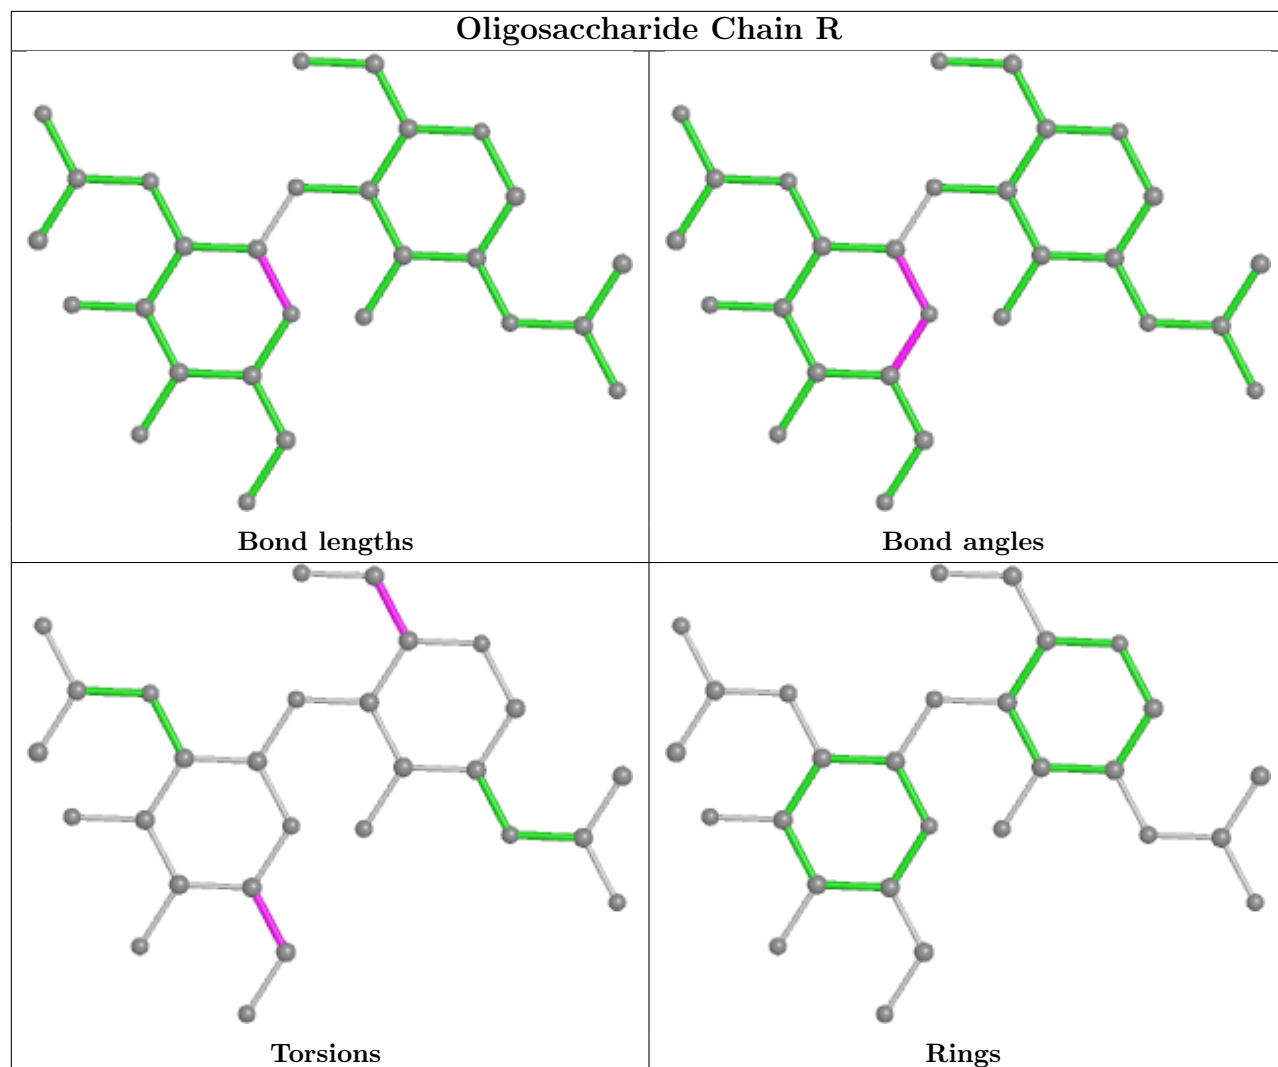 Oligosaccharide Chain R
Bond lengths
Bond angles
Torsions
Rings